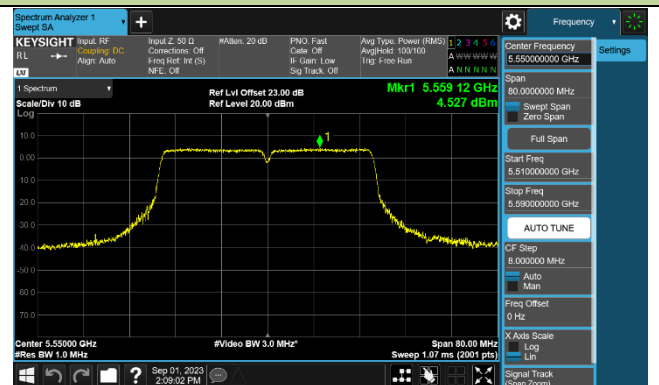 Spectrum Analyzer 1
Swept SA
Frequency
KEYSIGHT
RL
LXI
Input: RF
Coupling: DC
Align: Auto
Input Z: 50 Ω
Corrections: Off
Freq Ref: Int (S)
NFE: Off
#Atten: 20 dB
PNO: Fast
Gate: Off
IF Gain: Low
Sig Track: Off
Avg Type: Power (RMS)
Avg|Hold: 100/100
Trig: Free Run
1 2 3 4 5 6
A W W W W W
A N N N N N
1 Spectrum
Scale/Div 10 dB
Log
Ref Lvl Offset 23.00 dB
Ref Level 20.00 dBm
Mkr1 5.559 12 GHz
4.527 dBm
1
10.0
0.00
-10.0
-20.0
-30.0
-40.0
-50.0
-60.0
-70.0
Center 5.55000 GHz
#Res BW 1.0 MHz
#Video BW 3.0 MHz*
Span 80.00 MHz
Sweep 1.07 ms (2001 pts)
Sep 01, 2023
2:09:02 PM
Center Frequency
5.550000000 GHz
Span
80.0000000 MHz
Swept Span
Zero Span
Full Span
Start Freq
5.510000000 GHz
Stop Freq
5.590000000 GHz
AUTO TUNE
CF Step
8.000000 MHz
Auto
Man
Freq Offset
0 Hz
X Axis Scale
Log
Lin
Signal Track
(Span Zoom)
Settings